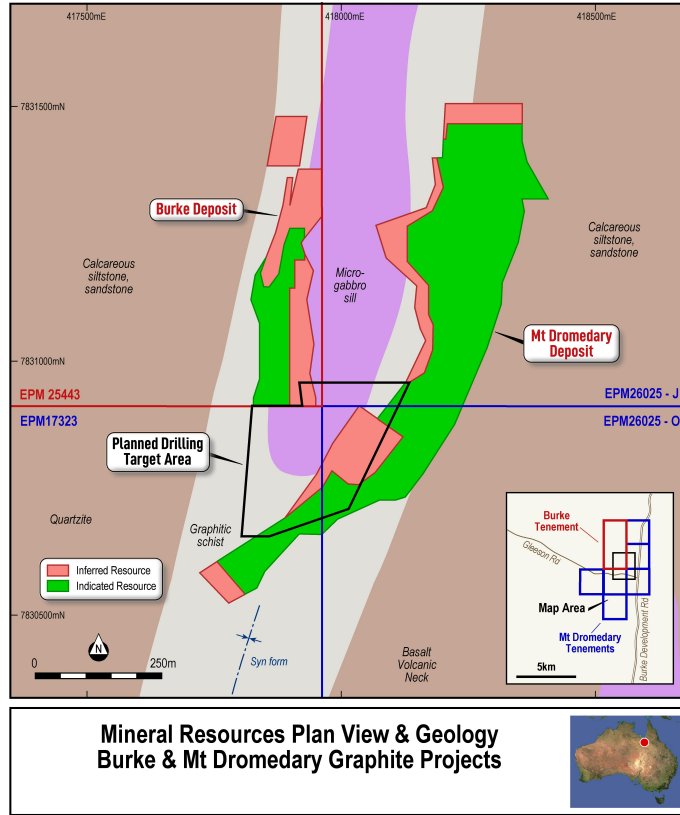 417500mE
418000mE
418500mE
7831500mN
Burke Deposit
Calcareous
siltstone,
sandstone
Calcareous
siltstone,
sandstone
Micro-
gabbro
sill
Mt Dromedary
Deposit
7831000mN
EPM 25443
EPM26025 - J
EPM17323
EPM26025 - O
Planned Drilling
Target Area
Quartzite
Graphitic
schist
Inferred Resource
Indicated Resource
7830500mN
N
0
250m
Syn form
Basalt
Volcanic
Neck
Burke
Tenement
Gleeson Rd
Map Area
Burke Development Rd
Mt Dromedary
Tenements
5km
Mineral Resources Plan View & Geology
Burke & Mt Dromedary Graphite Projects